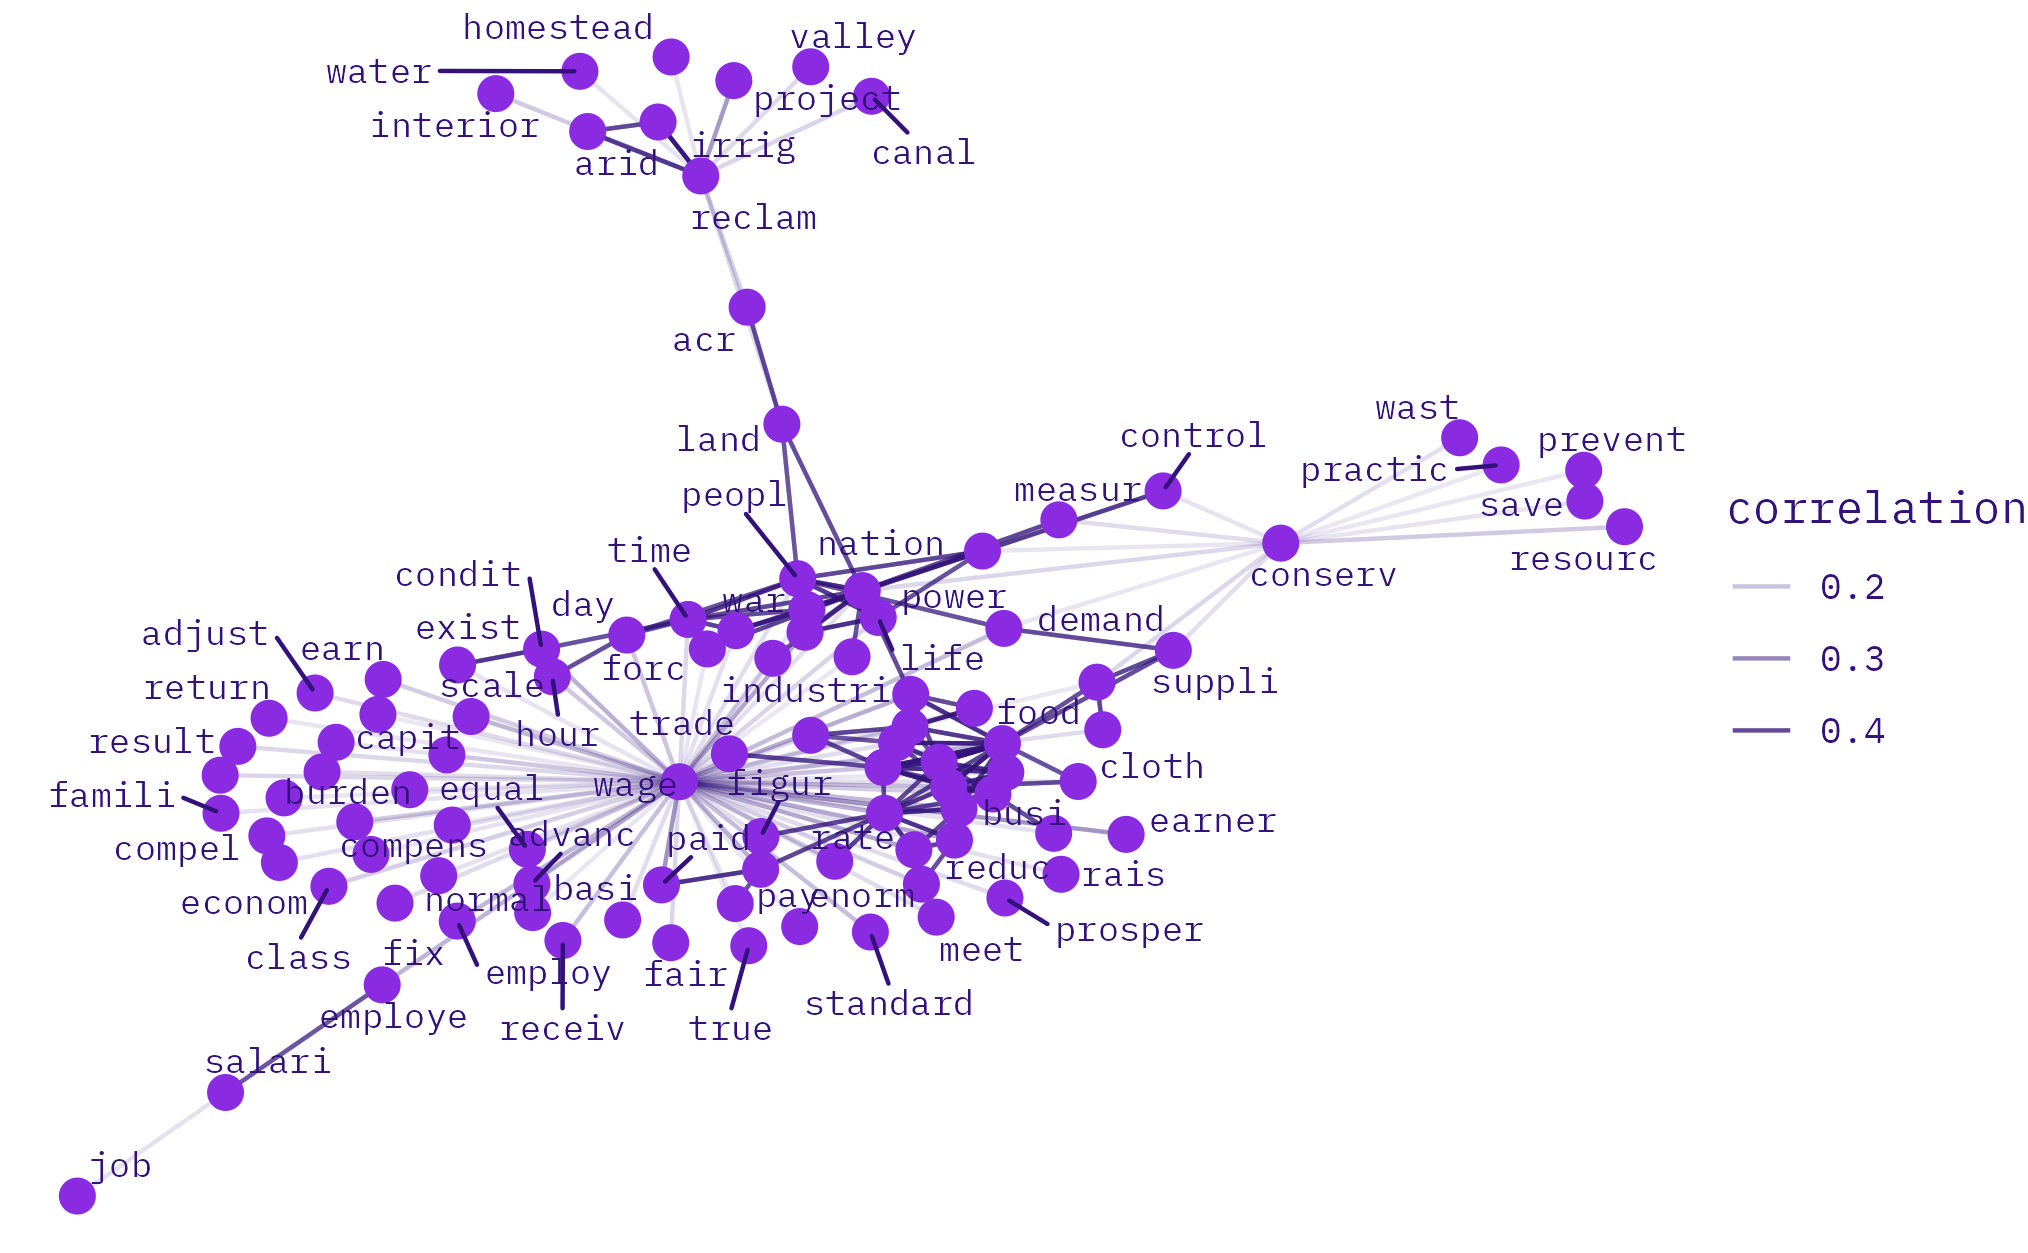 homestead
valley
water
project
interior
irrig
canal
arid
reclam
acr
wast
control
prevent
land
practic
peopl
measur
save
correlation
nation
time
resourc
condit
conserv
0.2
day
war
power
exist
demand
adjust
earn
forc
life
0.3
return
scale
industri
suppli
hour
trade
food
result
capit
0.4
cloth
famili
burden
equal
wage
figur
busi
earner
compel
compens
advanc
paid
rate
reduc
rais
econom
normal
basi
pay
enorm
class
fix
employ
fair
meet
prosper
employe
receiv
true
standard
salari
job